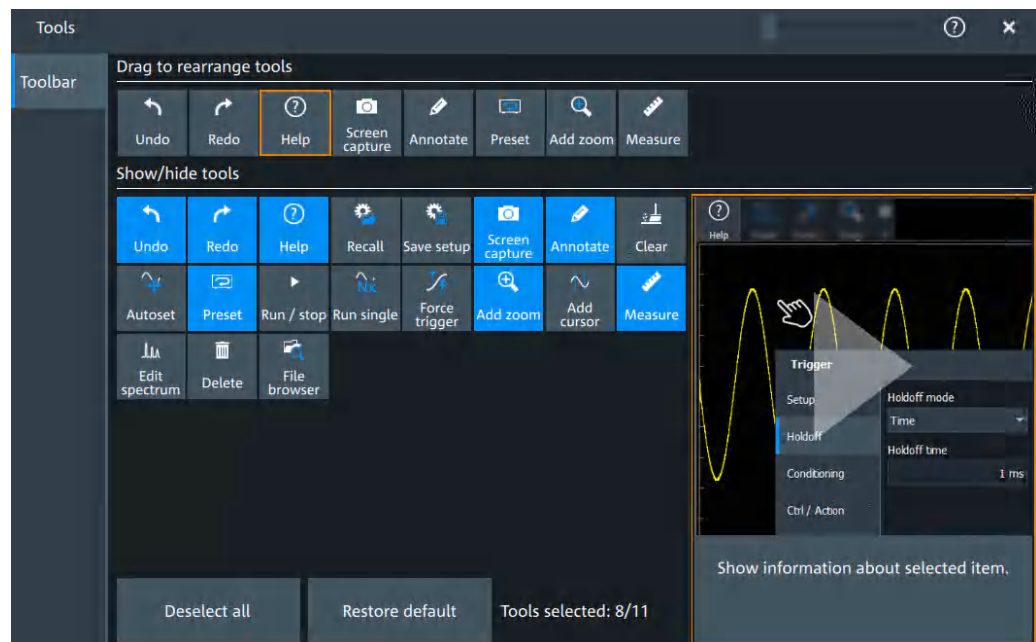 Tools
Toolbar
Drag to rearrange tools
Undo
Redo
Help
Screen
capture
Annotate
Preset
Add zoom
Measure
Show/hide tools
Undo
Redo
Help
Recall
Save setup
Screen
capture
Annotate
Clear
Autoset
Preset
Run / stop
Nx
Run single
Force
trigger
Add zoom
Add
cursor
Measure
Edit
spectrum
Delete
File
browser
Help
Trigger
Setup
Holdoff mode
Time
Holdoff
Holdoff time
1 ms
Conditioning
Ctrl / Action
Show information about selected item.
Deselect all
Restore default
Tools selected: 8/11